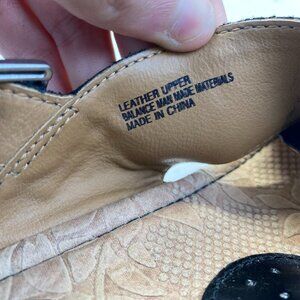 LEATHER UPPER
BALANCE MAN MADE MATERIALS
MADE IN CHINA